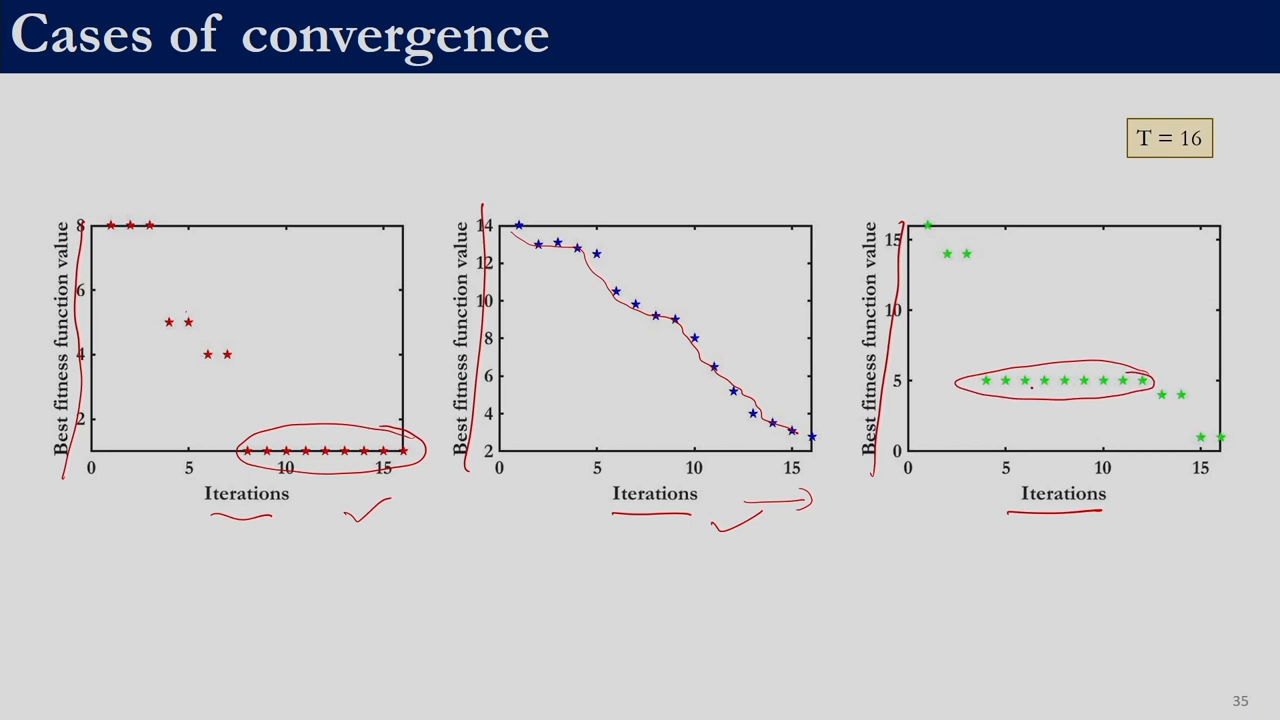 Cases of convergence
T = 16
Best fitness function value
8
6
4
2
0 5 10 15
Iterations
Best fitness function value
14
12
10
8
6
4
2
0 5 10 15
Iterations
Best fitness function value
15
10
5
0
0 5 10 15
Iterations
35